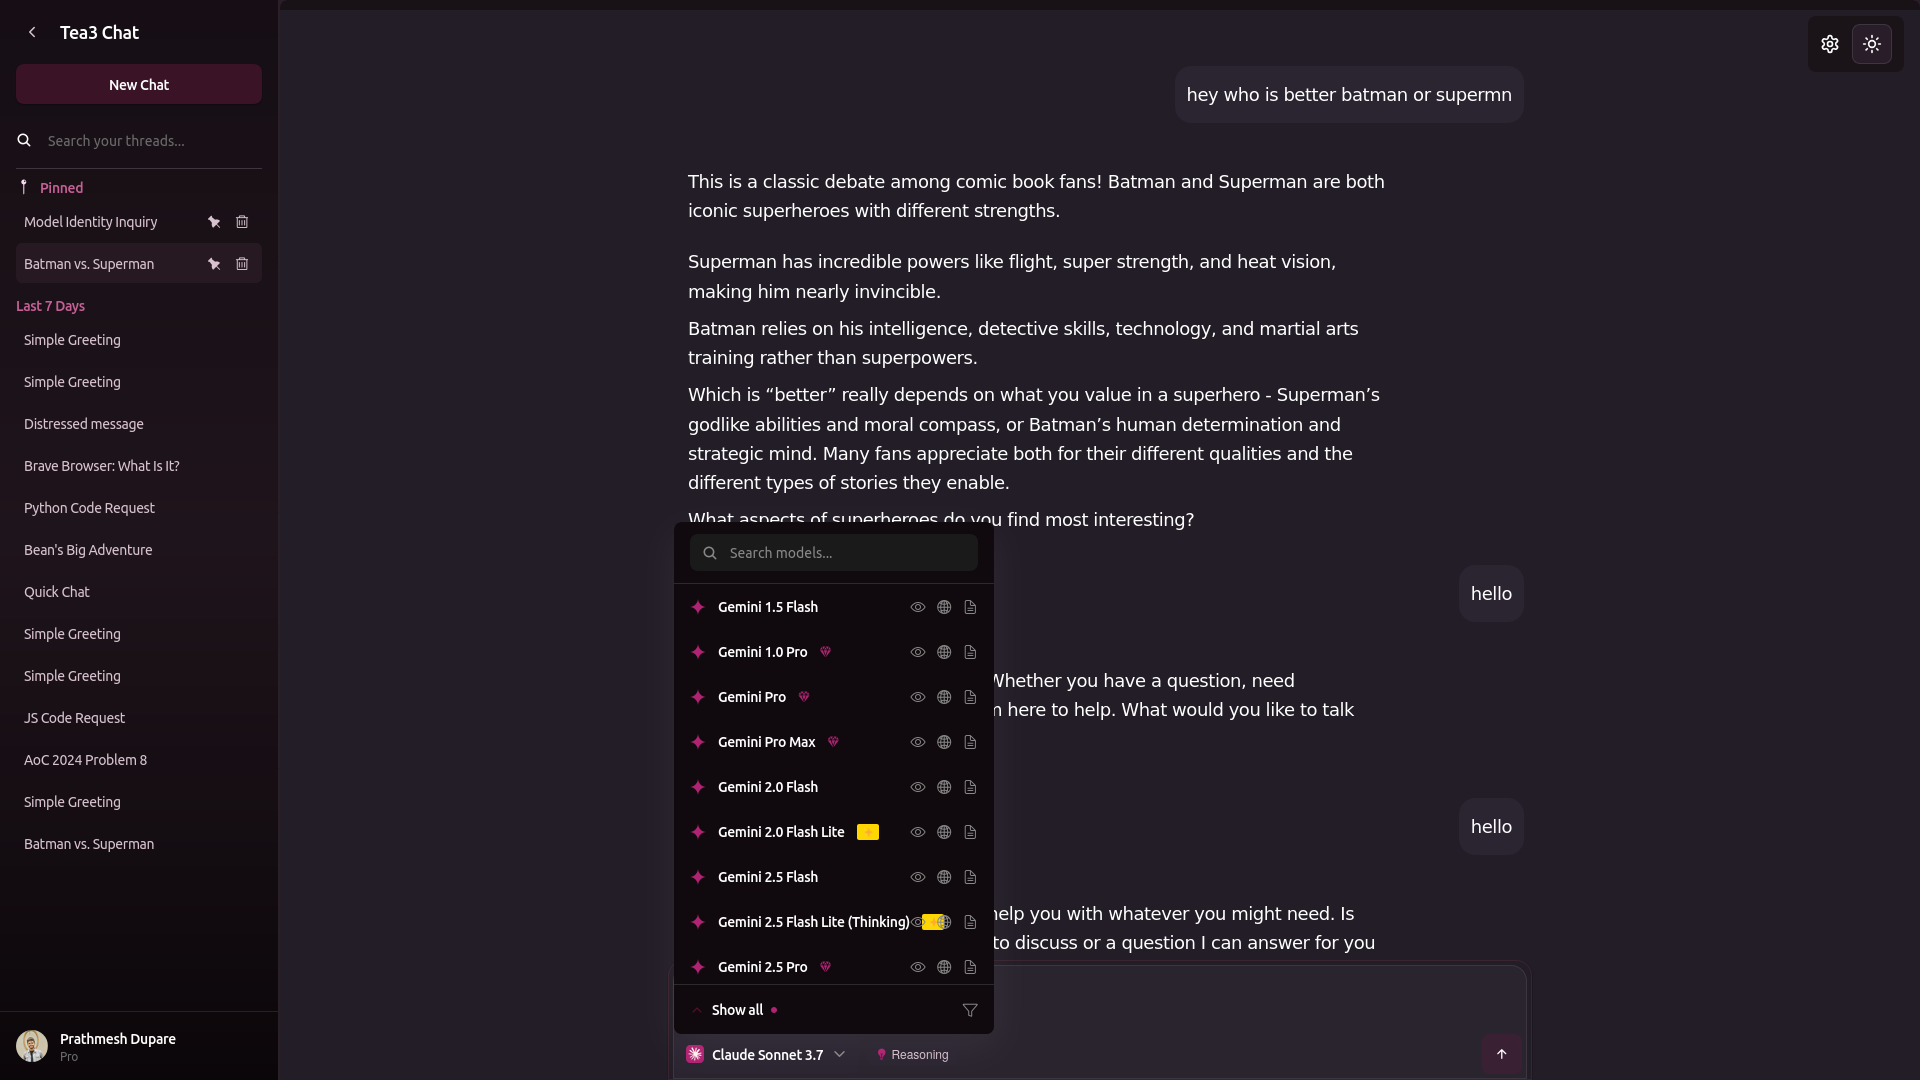 Tea3 Chat
New Chat
Search your threads...
Pinned
Model Identity Inquiry
Batman vs. Superman
Last 7 Days
Simple Greeting
Simple Greeting
Distressed message
Brave Browser: What Is It?
Python Code Request
Bean's Big Adventure
Quick Chat
Simple Greeting
Simple Greeting
JS Code Request
AoC 2024 Problem 8
Simple Greeting
Batman vs. Superman
Prathmesh Dupare
Pro
hey who is better batman or supermn
This is a classic debate among comic book fans! Batman and Superman are both
iconic superheroes with different strengths.
Superman has incredible powers like flight, super strength, and heat vision,
making him nearly invincible.
Batman relies on his intelligence, detective skills, technology, and martial arts
training rather than superpowers.
Which is “better” really depends on what you value in a superhero - Superman’s
godlike abilities and moral compass, or Batman’s human determination and
strategic mind. Many fans appreciate both for their different qualities and the
different types of stories they enable.
What aspects of superheroes do you find most interesting?
hello
Whether you have a question, need
here to help. What would you like to talk
hello
help you with whatever you might need. Is
to discuss or a question I can answer for you
Search models...
Gemini 1.5 Flash
Gemini 1.0 Pro
Gemini Pro
Gemini Pro Max
Gemini 2.0 Flash
Gemini 2.0 Flash Lite
Gemini 2.5 Flash
Gemini 2.5 Flash Lite (Thinking)
Gemini 2.5 Pro
Show all
Claude Sonnet 3.7
Reasoning